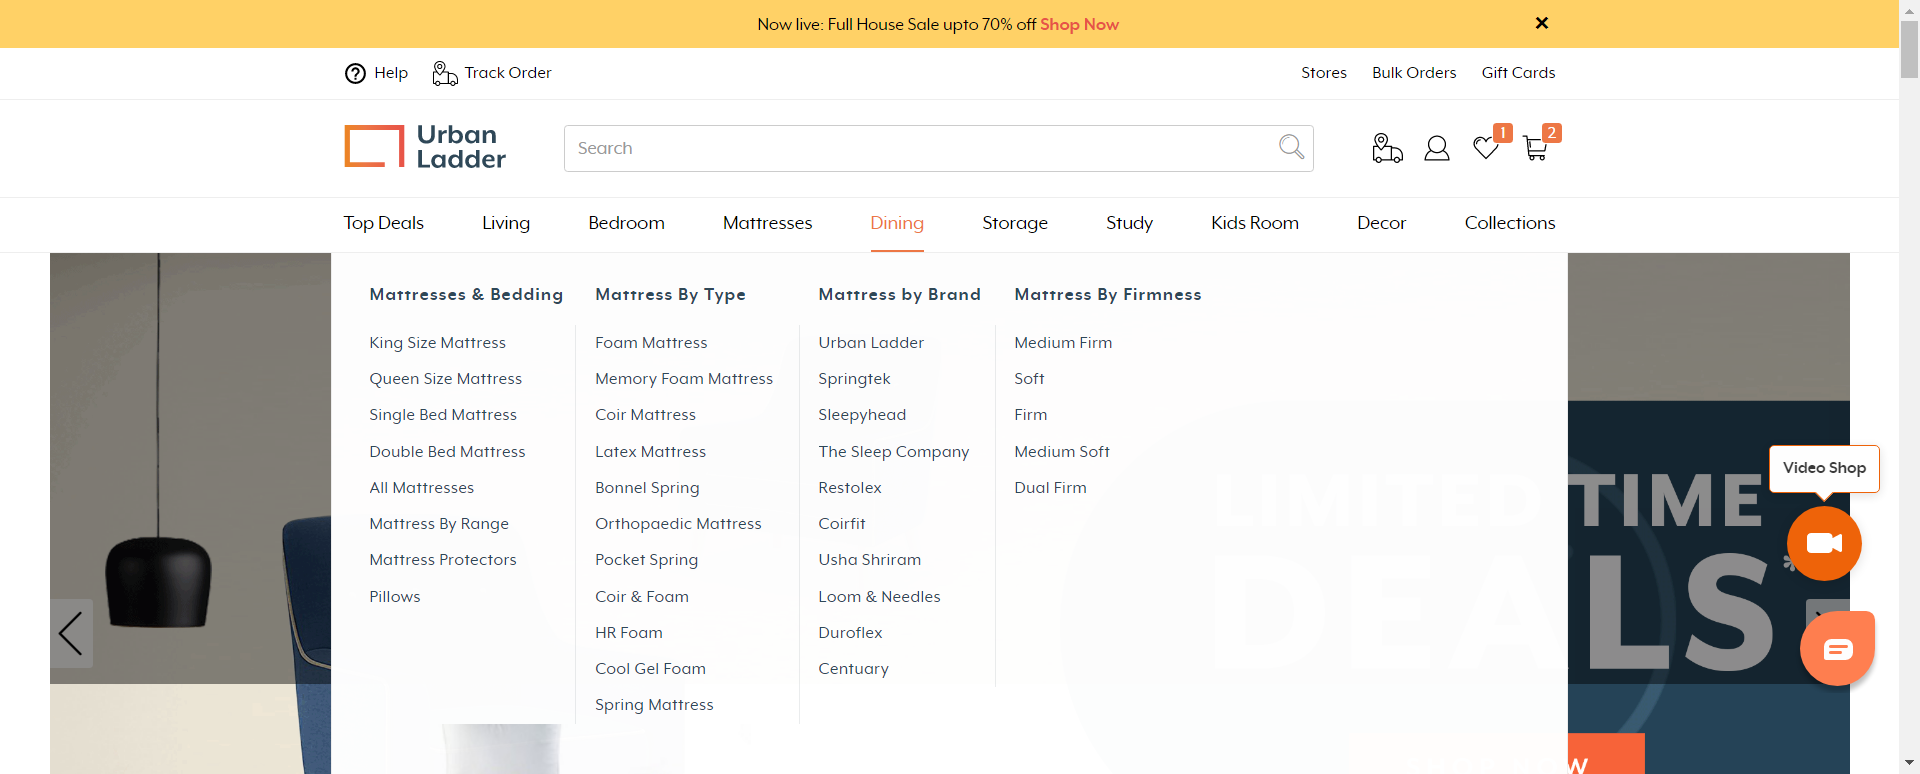 Now live: Full House Sale upto 70% off Shop Now
Help Track Order Stores Bulk Orders Gift Cards
Urban Ladder
Search
1 2
Top Deals Living Bedroom Mattresses Dining Storage Study Kids Room Decor Collections
Mattresses & Bedding
King Size Mattress
Queen Size Mattress
Single Bed Mattress
Double Bed Mattress
All Mattresses
Mattress By Range
Mattress Protectors
Pillows
Mattress By Type
Foam Mattress
Memory Foam Mattress
Coir Mattress
Latex Mattress
Bonnel Spring
Orthopaedic Mattress
Pocket Spring
Coir & Foam
HR Foam
Cool Gel Foam
Spring Mattress
Mattress by Brand
Urban Ladder
Springtek
Sleepyhead
The Sleep Company
Restolex
Coirfit
Usha Shriram
Loom & Needles
Duroflex
Centuary
Mattress By Firmness
Medium Firm
Soft
Firm
Medium Soft
Dual Firm
LIMITED TIME
DEALS*
Video Shop